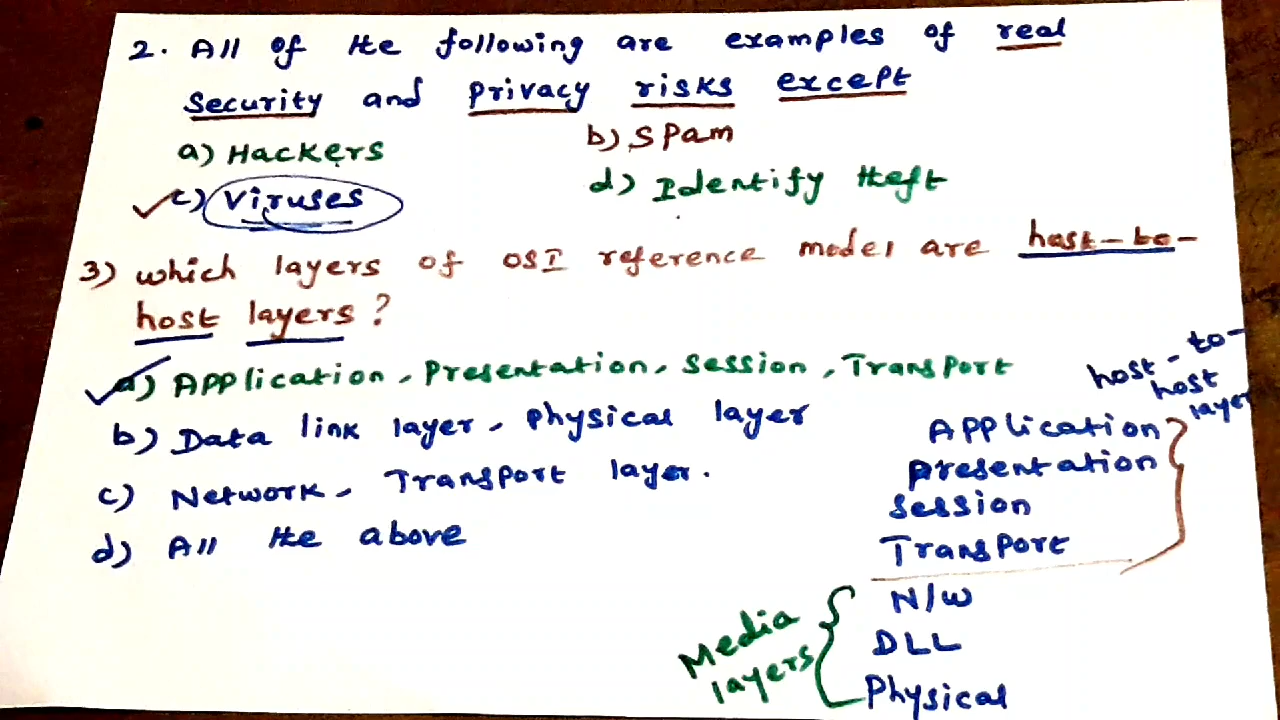 2. All of the following are examples of real
security and privacy risks except
a) Hackers
b) Spam
c) Viruses
d) Identify theft
3) which layers of OSI reference model are host-to-
host layers?
a) Application, Presentation, session, Transport
b) Data link layer, physical layer
c) Network, Transport layer.
d) All the above
host-to-
host
layer
Application
presentation
session
Transport
Media
layers
N/W
DLL
Physical